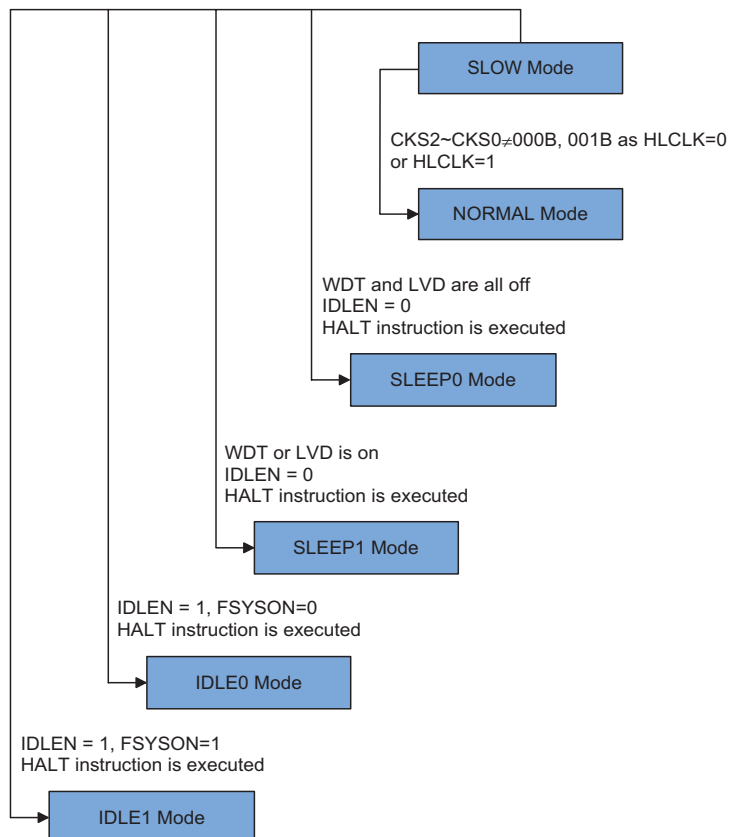 SLOW Mode
CKS2~CKS0≠000B, 001B as HLCLK=0
or HLCLK=1
NORMAL Mode
WDT and LVD are all off
IDLEN = 0
HALT instruction is executed
SLEEP0 Mode
WDT or LVD is on
IDLEN = 0
HALT instruction is executed
SLEEP1 Mode
IDLEN = 1, FSYSON=0
HALT instruction is executed
IDLE0 Mode
IDLEN = 1, FSYSON=1
HALT instruction is executed
IDLE1 Mode